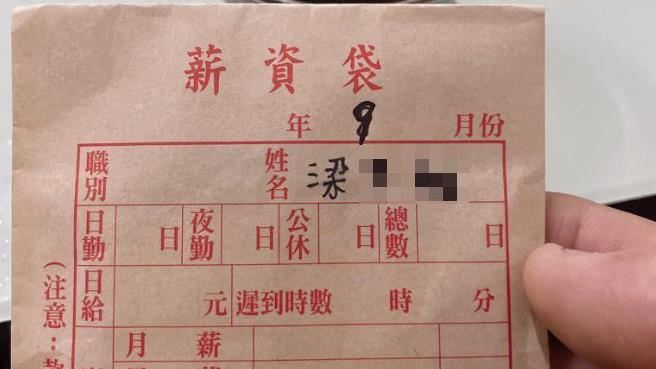 薪資袋
年 9 月份
職別 姓名 梁
日勤 日 夜勤 日 公休 日 總數 日
日給 元 遲到時數 時 分
月薪
(注意:款